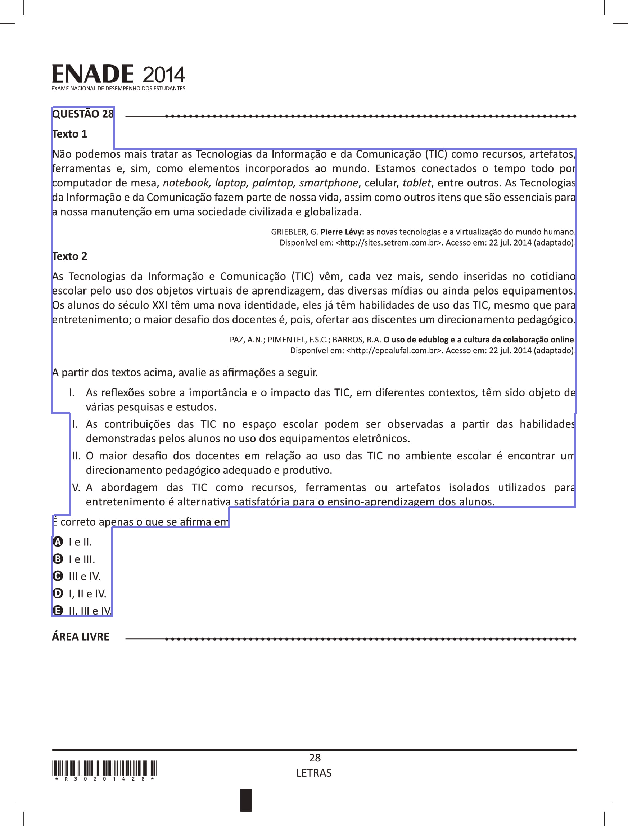 ENADE 2014
EXAME NACIONAL DE DESEMPENHO DOS ESTUDANTES
QUESTÃO 28
Texto 1
Não podemos mais tratar as Tecnologias da Informação e da Comunicação (TIC) como recursos, artefatos,
ferramentas e, sim, como elementos incorporados ao mundo. Estamos conectados o tempo todo por
computador de mesa, notebook, laptop, palmtop, smartphone, celular, tablet, entre outros. As Tecnologias
da Informação e da Comunicação fazem parte de nossa vida, assim como outros itens que são essenciais para
a nossa manutenção em uma sociedade civilizada e globalizada.
GRIEBLER, G. Pierre Lévy: as novas tecnologias e a virtualização do mundo humano.
Disponível em: <http://sites.setrem.com.br>. Acesso em: 22 jul. 2014 (adaptado).
Texto 2
As Tecnologias da Informação e Comunicação (TIC) vêm, cada vez mais, sendo inseridas no cotidiano
escolar pelo uso dos objetos virtuais de aprendizagem, das diversas mídias ou ainda pelos equipamentos.
Os alunos do século XXI têm uma nova identidade, eles já têm habilidades de uso das TIC, mesmo que para
entretenimento; o maior desafio dos docentes é, pois, ofertar aos discentes um direcionamento pedagógico.
PAZ, A.N.; PIMENTEL, F.S.C.; BARROS, R.A. O uso de edublog e a cultura da colaboração online.
Disponível em: <http://epealufal.com.br>. Acesso em: 22 jul. 2014 (adaptado).
A partir dos textos acima, avalie as afirmações a seguir.
I. As reflexões sobre a importância e o impacto das TIC, em diferentes contextos, têm sido objeto de
várias pesquisas e estudos.
II. As contribuições das TIC no espaço escolar podem ser observadas a partir das habilidades
demonstradas pelos alunos no uso dos equipamentos eletrônicos.
III. O maior desafio dos docentes em relação ao uso das TIC no ambiente escolar é encontrar um
direcionamento pedagógico adequado e produtivo.
IV. A abordagem das TIC como recursos, ferramentas ou artefatos isolados utilizados para
entretenimento é alternativa satisfatória para o ensino-aprendizagem dos alunos.
É correto apenas o que se afirma em
A I e II.
B I e III.
C III e IV.
D I, II e IV.
E II, III e IV.
ÁREA LIVRE
28
LETRAS
*R30201428*